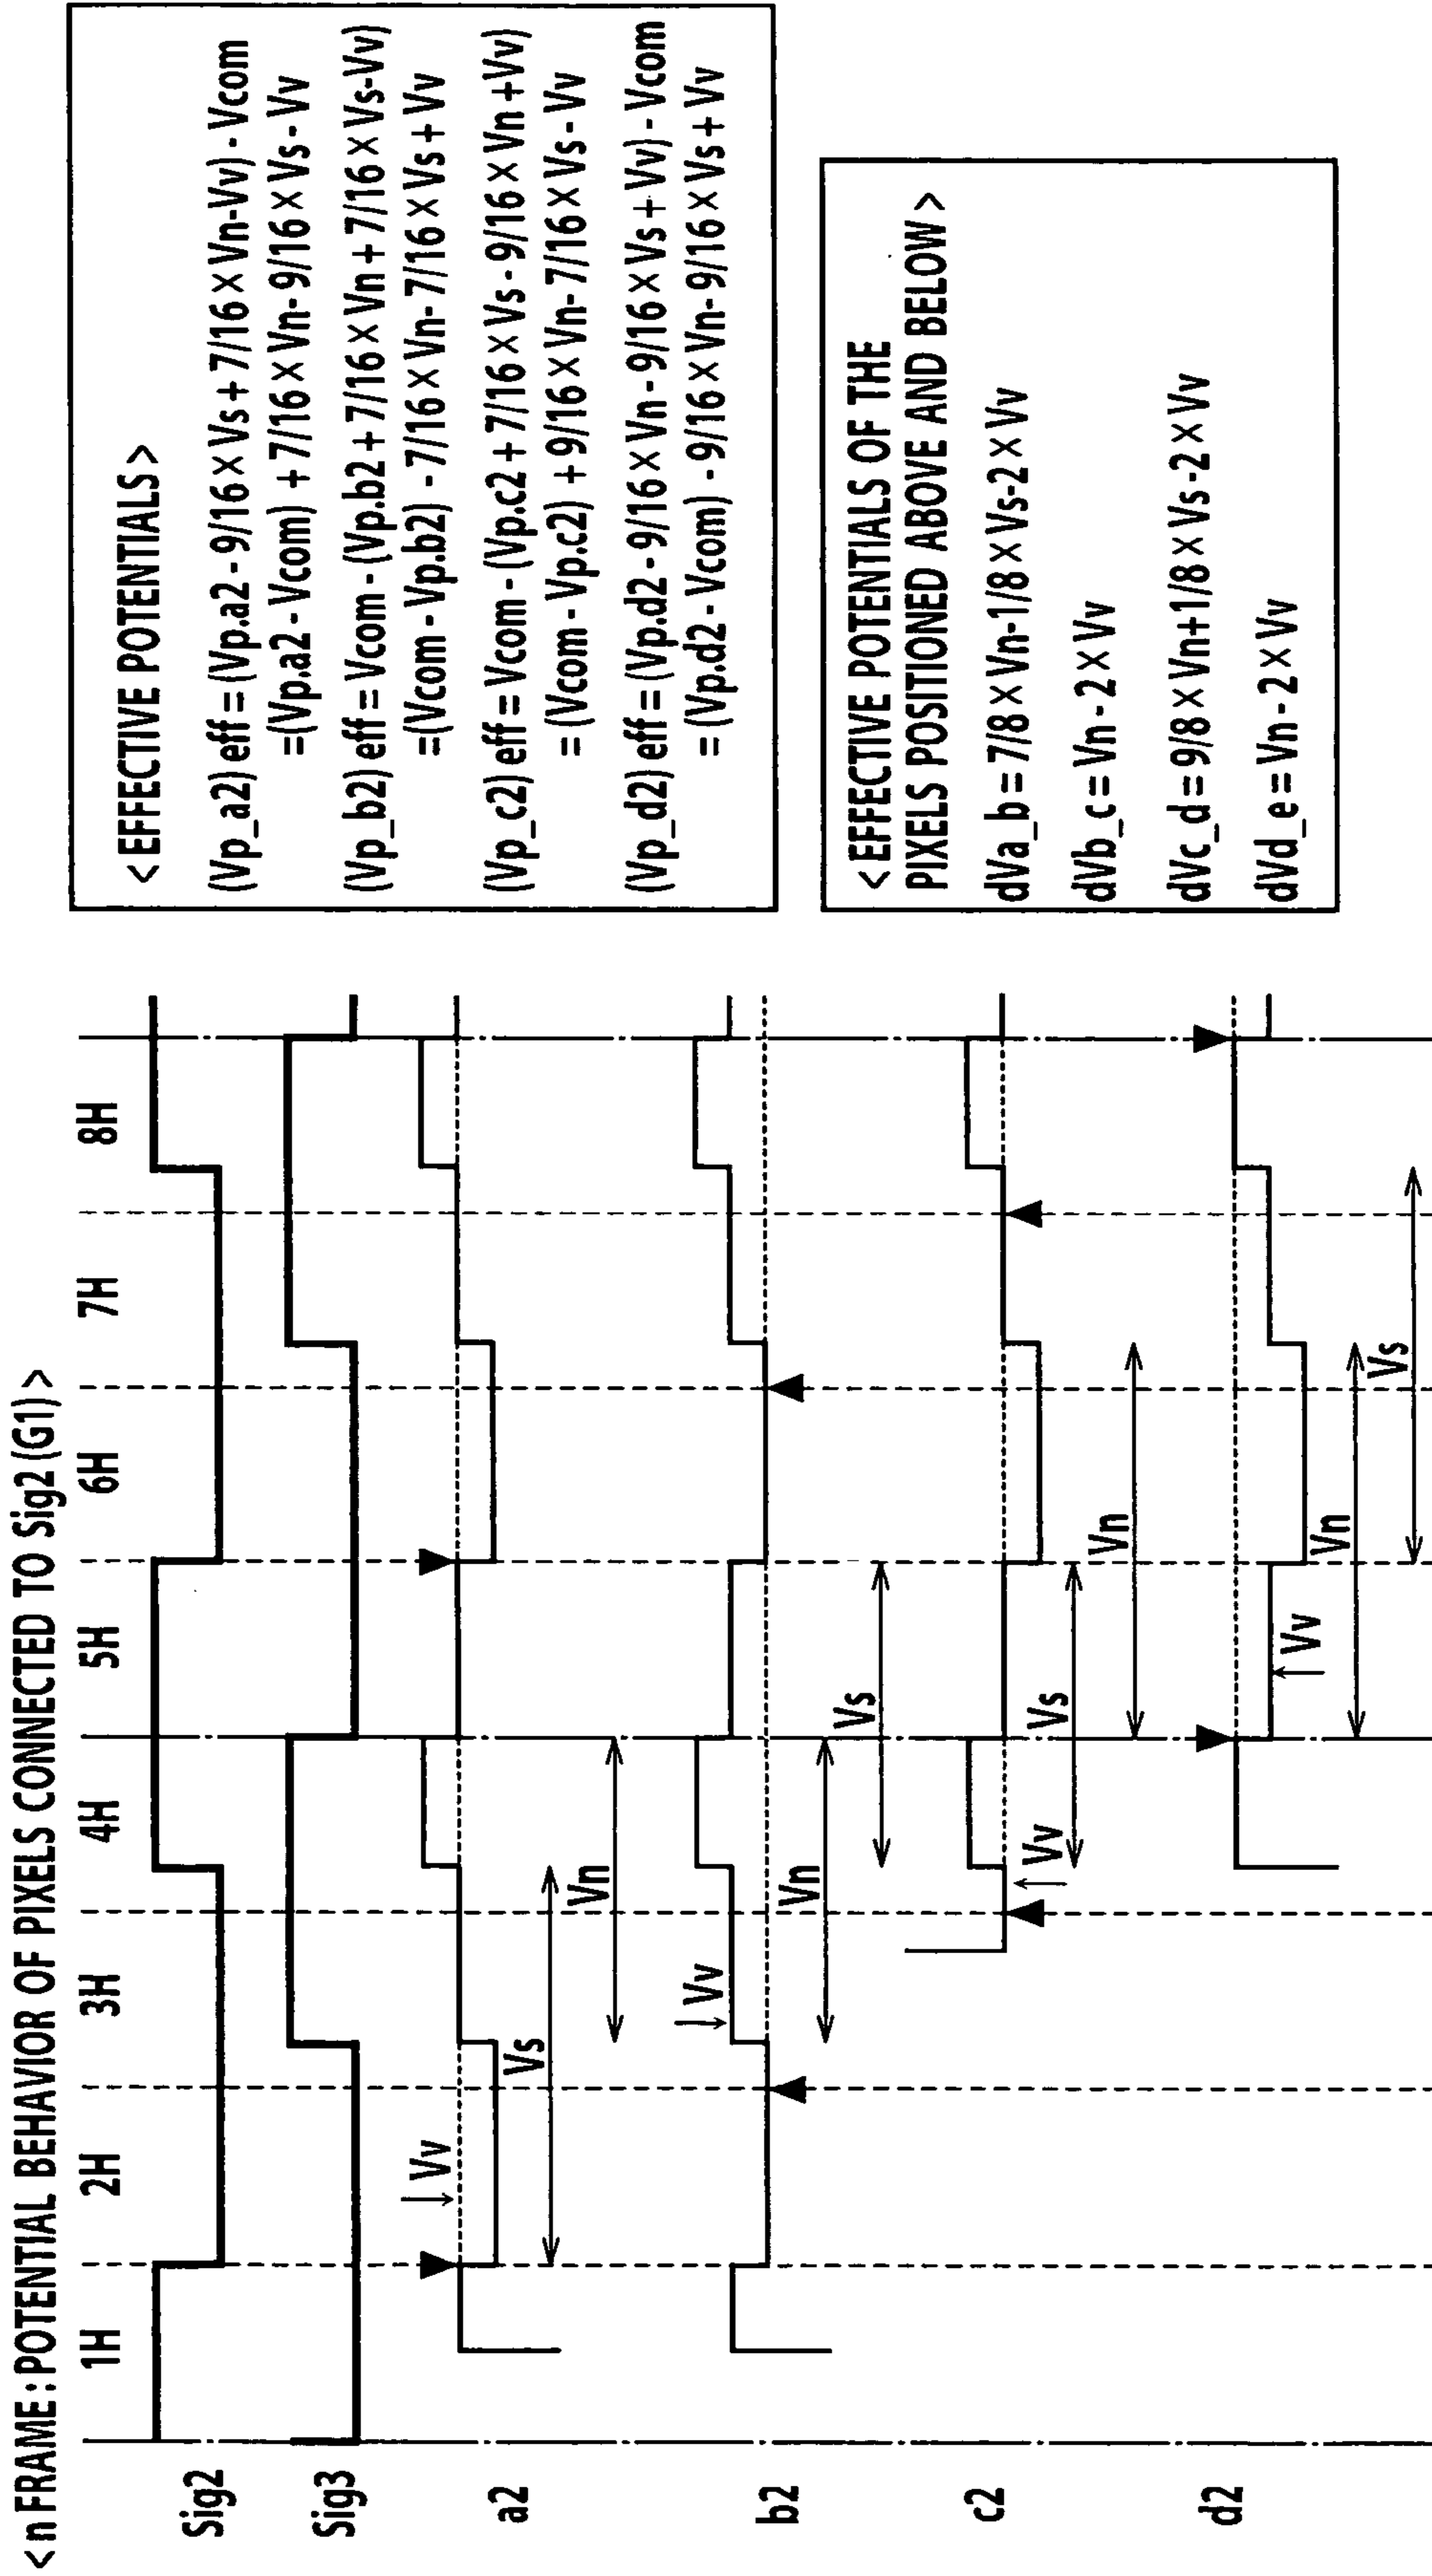 < n FRAME : POTENTIAL BEHAVIOR OF PIXELS CONNECTED TO Sig2 (G1) >
1H 2H 3H 4H 5H 6H 7H 8H
Sig2
Sig3
a2
Vv
Vs
Vn
b2
Vv
Vn
Vs
c2
Vv
Vs
Vn
d2
Vv
Vn
Vs
< EFFECTIVE POTENTIALS >
(Vp_a2) eff = (Vp.a2 - 9/16 × Vs + 7/16 × Vn-Vv) - Vcom
=(Vp.a2 - Vcom) + 7/16 × Vn- 9/16 × Vs - Vv
(Vp_b2) eff = Vcom - (Vp.b2 + 7/16 × Vn + 7/16 × Vs-Vv)
=(Vcom - Vp.b2) - 7/16 × Vn- 7/16 × Vs + Vv
(Vp_c2) eff = Vcom - (Vp.c2 + 7/16 × Vs - 9/16 × Vn +Vv)
= (Vcom - Vp.c2) + 9/16 × Vn- 7/16 × Vs - Vv
(Vp_d2) eff = (Vp.d2 - 9/16 × Vn - 9/16 × Vs + Vv) - Vcom
= (Vp.d2 - Vcom) - 9/16 × Vn- 9/16 × Vs + Vv
< EFFECTIVE POTENTIALS OF THE
PIXELS POSITIONED ABOVE AND BELOW >
dVa_b = 7/8 × Vn-1/8 × Vs-2 × Vv
dVb_c = Vn - 2 × Vv
dVc_d = 9/8 × Vn+1/8 × Vs-2 × Vv
dVd_e = Vn - 2 × Vv